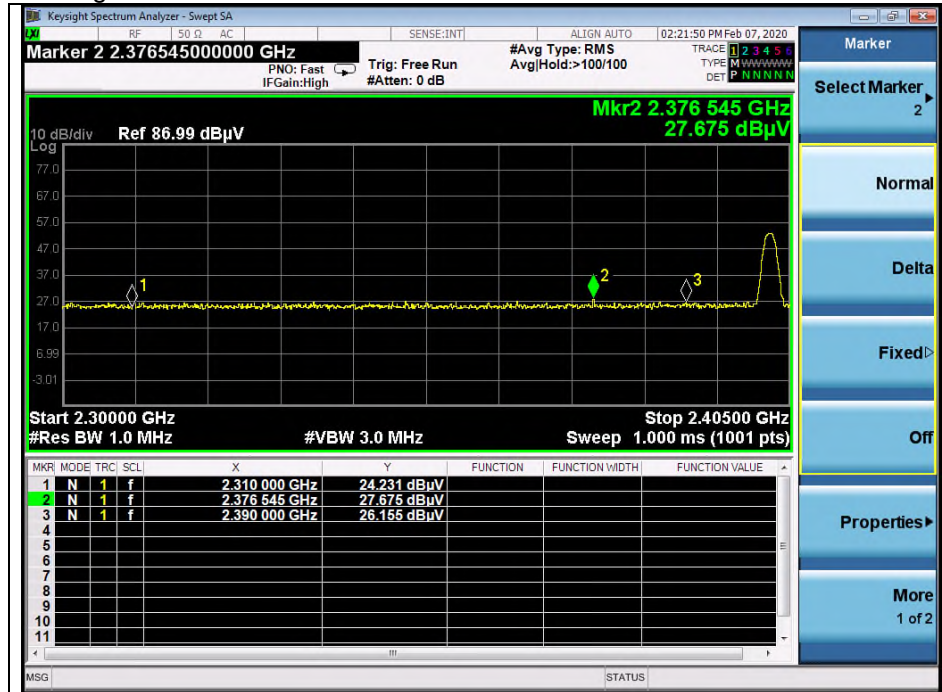 Keysight Spectrum Analyzer - Swept SA
LXI RF 50 Ω AC SENSE:INT ALIGN AUTO 02:21:50 PM Feb 07, 2020
Marker 2 2.376545000000 GHz
PNO: Fast
IFGain:High
Trig: Free Run
#Atten: 0 dB
#Avg Type: RMS
Avg|Hold:>100/100
TRACE 1 2 3 4 5 6
TYPE M WWWWW
DET P N N N N N
Mkr2 2.376 545 GHz
27.675 dBµV
10 dB/div Ref 86.99 dBµV
Log
77.0
67.0
57.0
47.0
37.0
27.0
17.0
6.99
-3.01
1
2
3
Start 2.30000 GHz Stop 2.40500 GHz
#Res BW 1.0 MHz #VBW 3.0 MHz Sweep 1.000 ms (1001 pts)
MKR MODE TRC SCL X Y FUNCTION FUNCTION WIDTH FUNCTION VALUE
1 N 1 f 2.310 000 GHz 24.231 dBµV
2 N 1 f 2.376 545 GHz 27.675 dBµV
3 N 1 f 2.390 000 GHz 26.155 dBµV
4
5
6
7
8
9
10
11
MSG STATUS
Marker
Select Marker
2
Normal
Delta
Fixed
Off
Properties
More
1 of 2